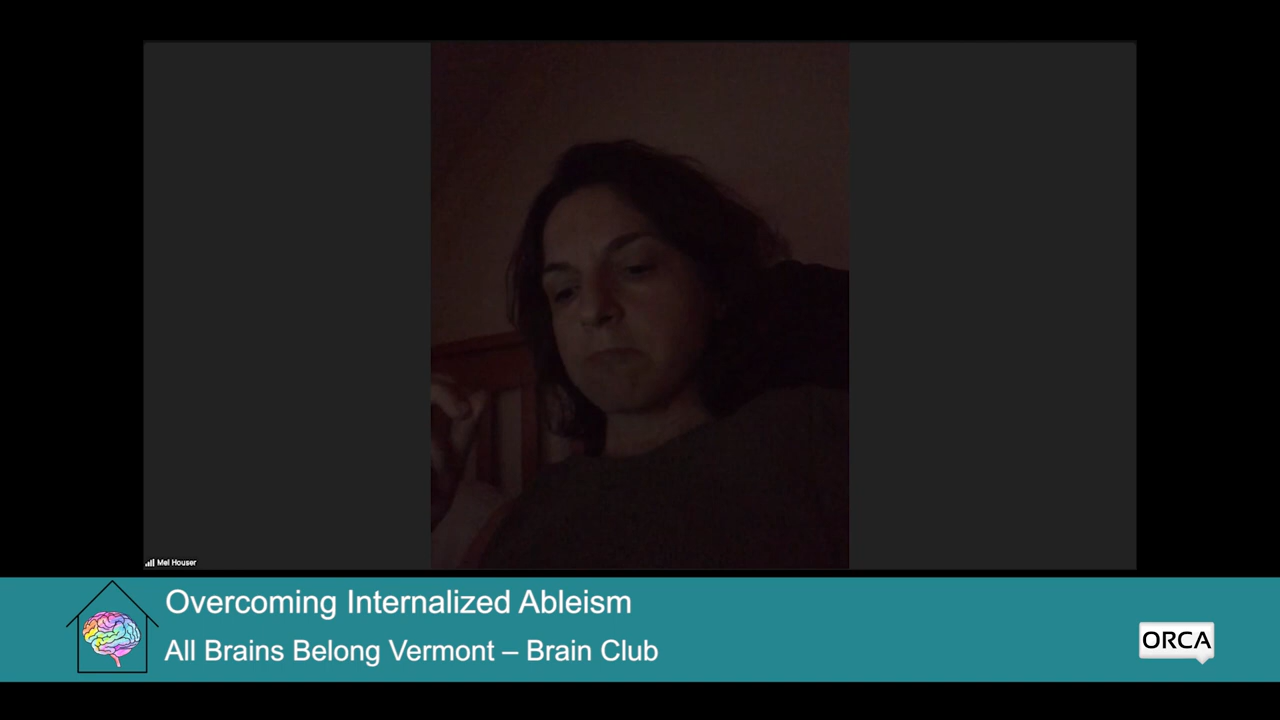 Mel Houser
Overcoming Internalized Ableism
All Brains Belong Vermont – Brain Club
ORCA